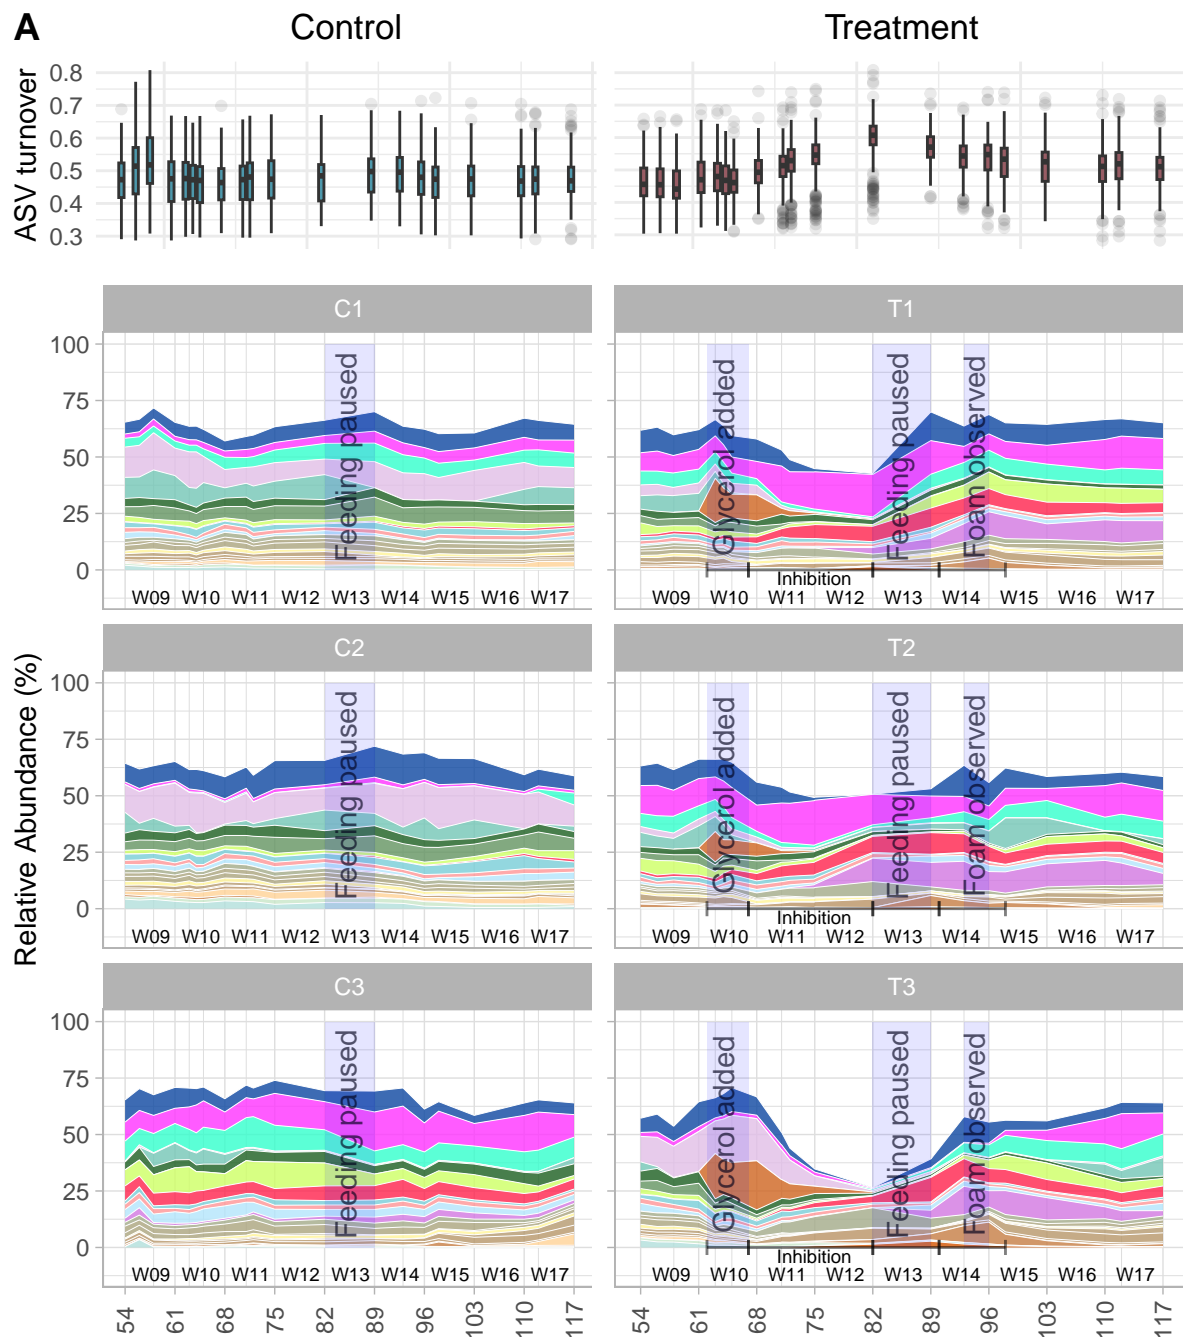 A
Control
Treatment
ASV turnover
0.8
0.7
0.6
0.5
0.4
0.3
Relative Abundance (%)
C1
T1
100
75
50
25
0
Feeding paused
Glycerol added
Feeding paused
Foam observed
Inhibition
W09 W10 W11 W12 W13 W14 W15 W16 W17
W09 W10 W11 W12 W13 W14 W15 W16 W17
C2
T2
100
75
50
25
0
Feeding paused
Glycerol added
Feeding paused
Foam observed
Inhibition
W09 W10 W11 W12 W13 W14 W15 W16 W17
W09 W10 W11 W12 W13 W14 W15 W16 W17
C3
T3
100
75
50
25
0
Feeding paused
Glycerol added
Feeding paused
Foam observed
Inhibition
W09 W10 W11 W12 W13 W14 W15 W16 W17
W09 W10 W11 W12 W13 W14 W15 W16 W17
54 61 68 75 82 89 96 103 110 117
54 61 68 75 82 89 96 103 110 117